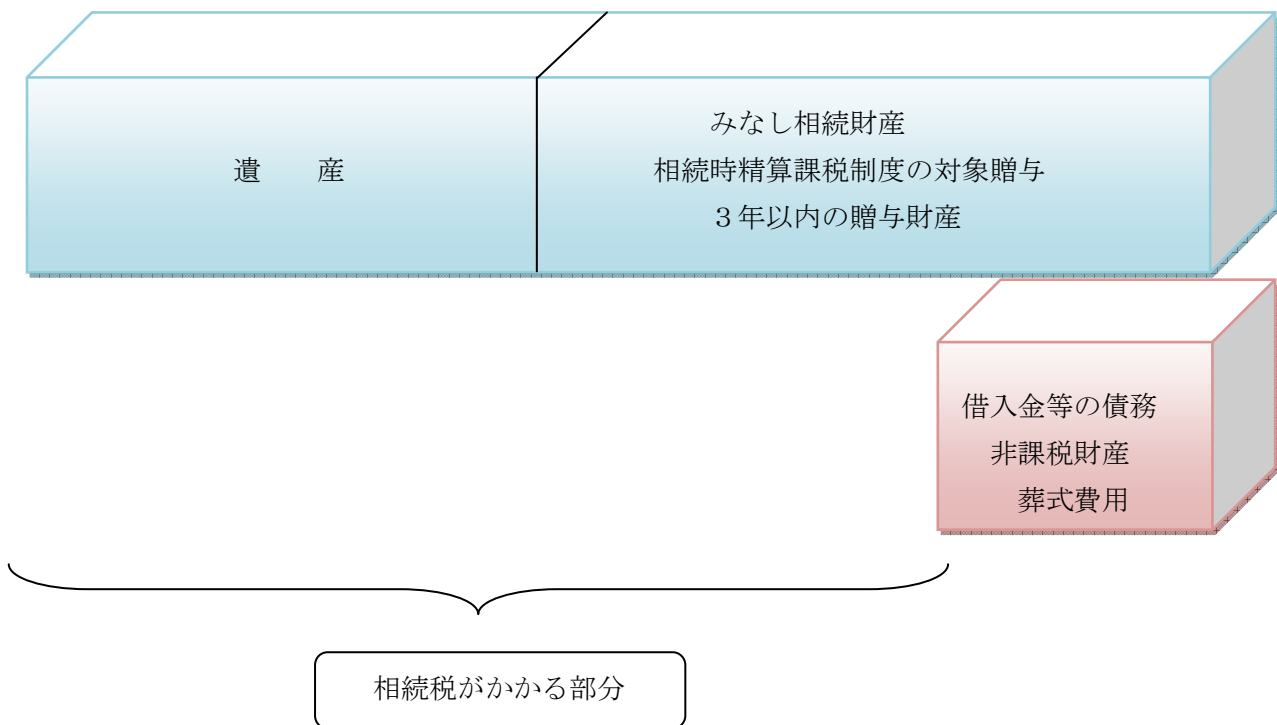 遺　　産
みなし相続財産
相続時精算課税制度の対象贈与
３年以内の贈与財産
借入金等の債務
非課税財産
葬式費用
相続税がかかる部分